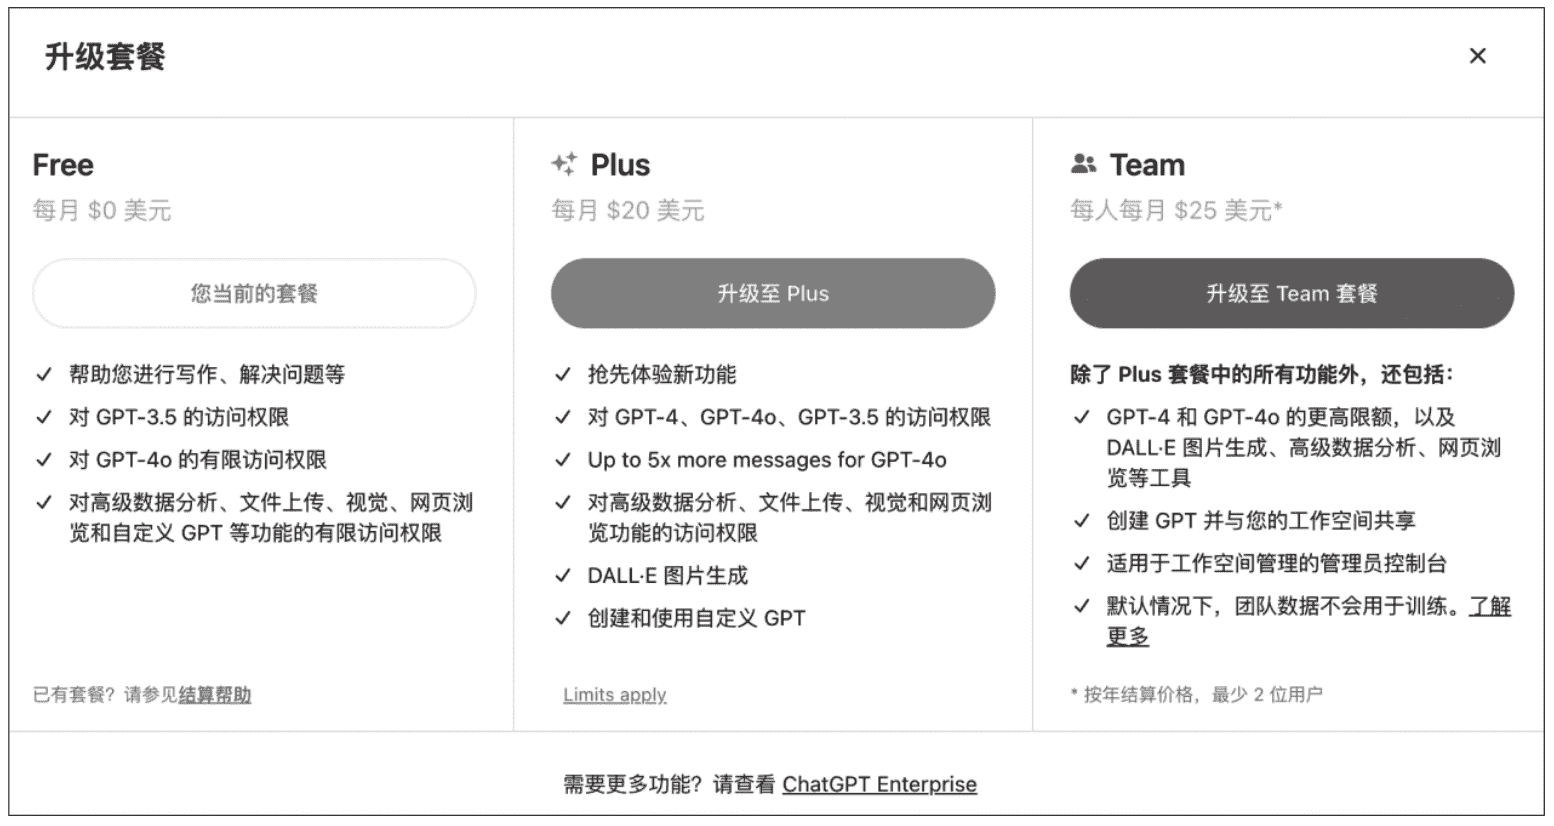 升级套餐
Free
每月 $0 美元
您当前的套餐
帮助您进行写作、解决问题等
对 GPT-3.5 的访问权限
对 GPT-4o 的有限访问权限
对高级数据分析、文件上传、视觉、网页浏
览和自定义 GPT 等功能的有限访问权限
已有套餐？请参见结算帮助
Plus
每月 $20 美元
升级至 Plus
抢先体验新功能
对 GPT-4、GPT-4o、GPT-3.5 的访问权限
Up to 5x more messages for GPT-4o
对高级数据分析、文件上传、视觉和网页浏
览功能的访问权限
DALL·E 图片生成
创建和使用自定义 GPT
Limits apply
Team
每人每月 $25 美元*
升级至 Team 套餐
除了 Plus 套餐中的所有功能外，还包括：
GPT-4 和 GPT-4o 的更高限额，以及
DALL·E 图片生成、高级数据分析、网页浏
览等工具
创建 GPT 并与您的工作空间共享
适用于工作空间管理的管理员控制台
默认情况下，团队数据不会用于训练。了解
更多
* 按年结算价格，最少 2 位用户
需要更多功能？请查看 ChatGPT Enterprise